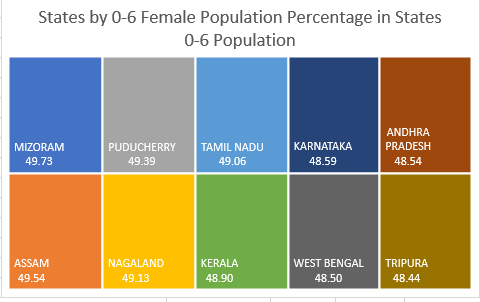 States by 0-6 Female Population Percentage in States
0-6 Population
MIZORAM
49.73
PUDUCHERRY
49.39
TAMIL NADU
49.06
KARNATAKA
48.59
ANDHRA
PRADESH
48.54
ASSAM
49.54
NAGALAND
49.13
KERALA
48.90
WEST BENGAL
48.50
TRIPURA
48.44